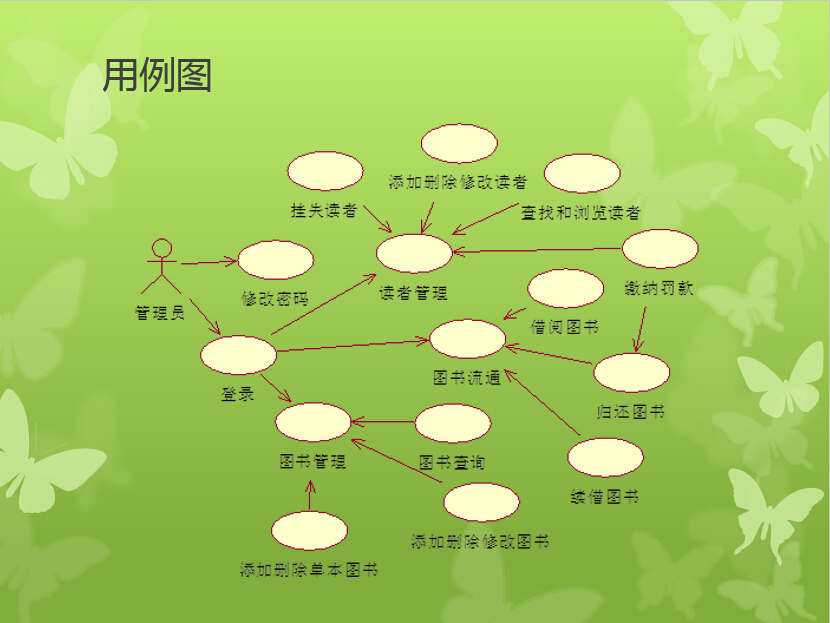 用例图
添加删除修改读者
挂失读者
查找和浏览读者
读者管理
缴纳罚款
修改密码
管理员
借阅图书
图书流通
登录
归还图书
图书管理
图书查询
续借图书
添加删除修改图书
添加删除单本图书